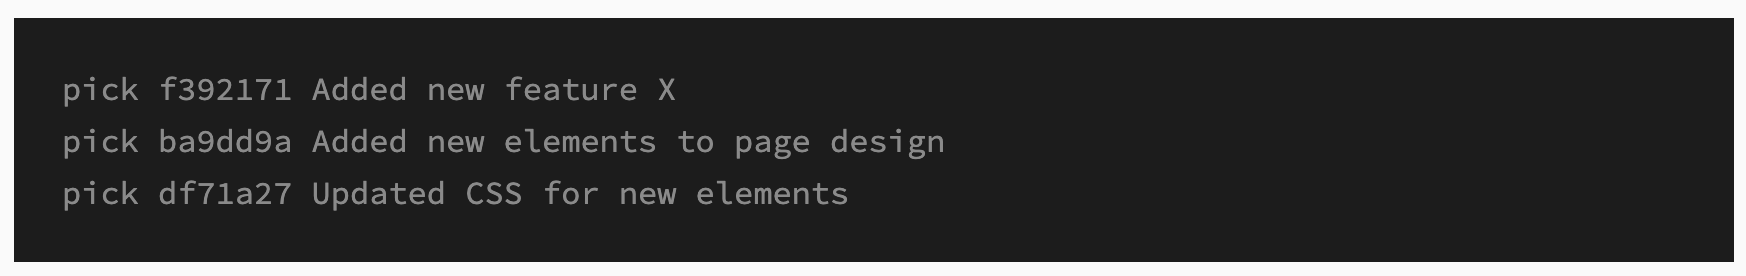 pick f392171 Added new feature X
pick ba9dd9a Added new elements to page design
pick df71a27 Updated CSS for new elements